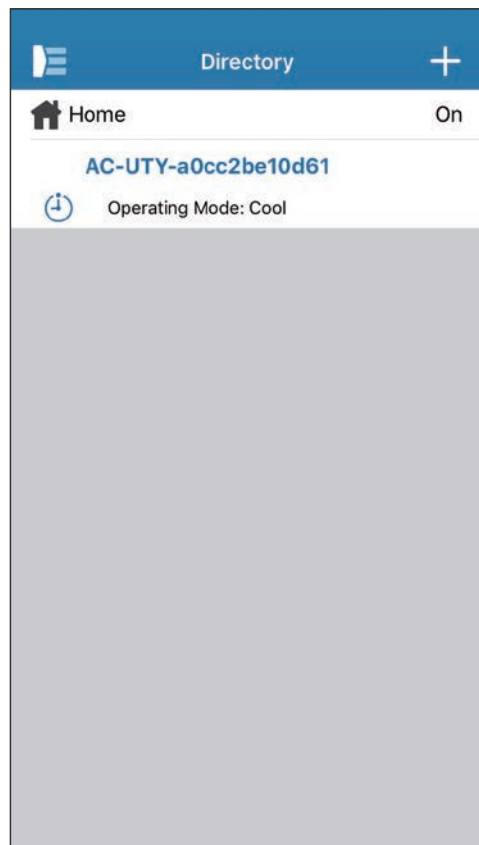 Directory
Home On
AC-UTY-a0cc2be10d61
Operating Mode: Cool